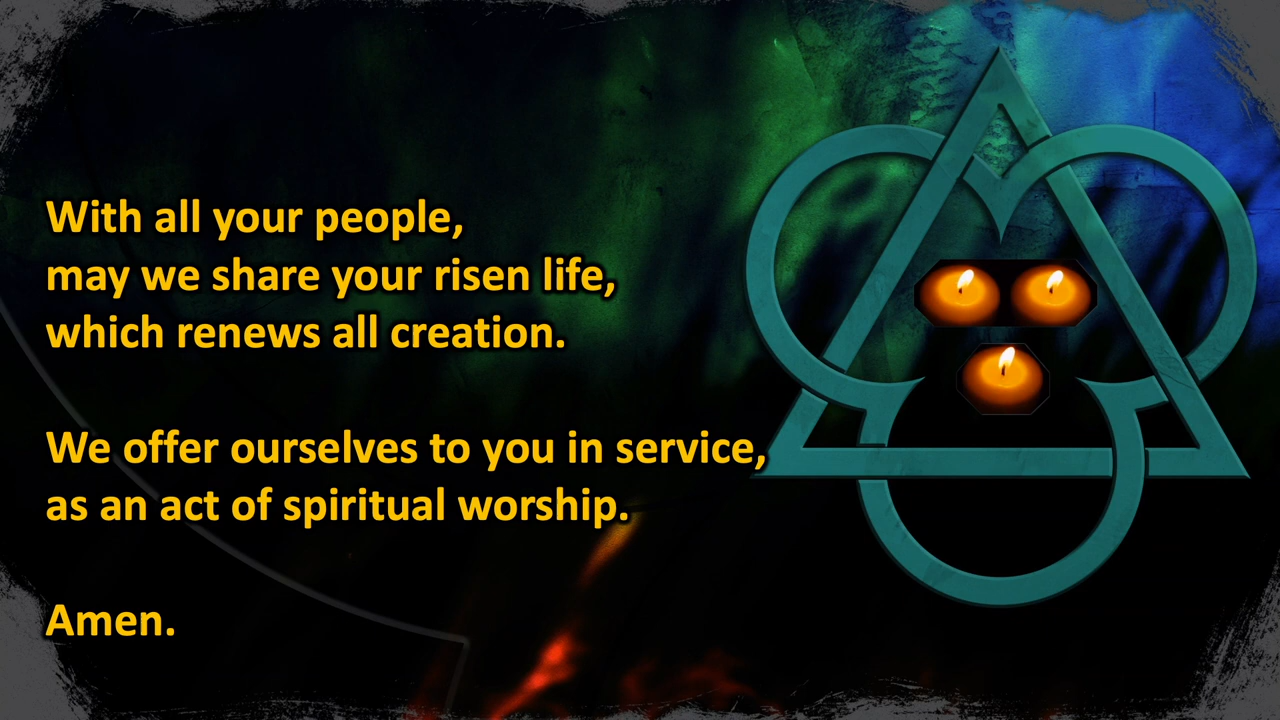 With all your people,
may we share your risen life,
which renews all creation.
We offer ourselves to you in service,
as an act of spiritual worship.
Amen.